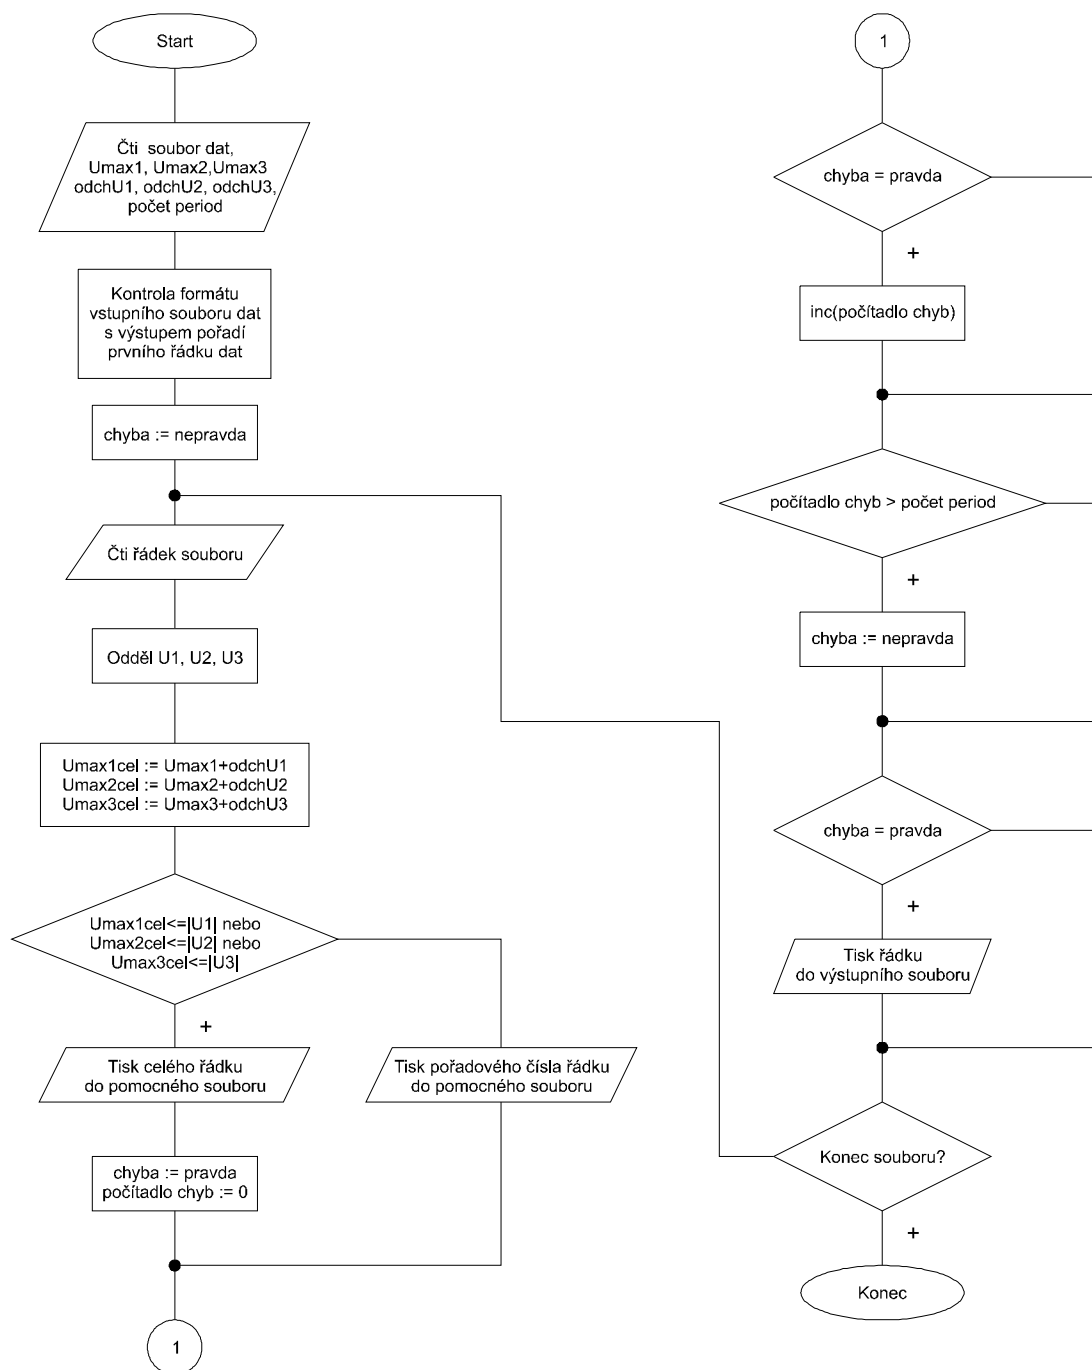 Start
Čti soubor dat,
Umax1, Umax2,Umax3
odchU1, odchU2, odchU3,
počet period
Kontrola formátu
vstupního souboru dat
s výstupem pořadí
prvního řádku dat
chyba := nepravda
Čti řádek souboru
Odděl U1, U2, U3
Umax1cel := Umax1+odchU1
Umax2cel := Umax2+odchU2
Umax3cel := Umax3+odchU3
Umax1cel<=|U1| nebo
Umax2cel<=|U2| nebo
Umax3cel<=|U3|
+
Tisk celého řádku
do pomocného souboru
Tisk pořadového čísla řádku
do pomocného souboru
chyba := pravda
počítadlo chyb := 0
1
1
chyba = pravda
+
inc(počítadlo chyb)
počítadlo chyb > počet period
+
chyba := nepravda
chyba = pravda
+
Tisk řádku
do výstupního souboru
Konec souboru?
+
Konec